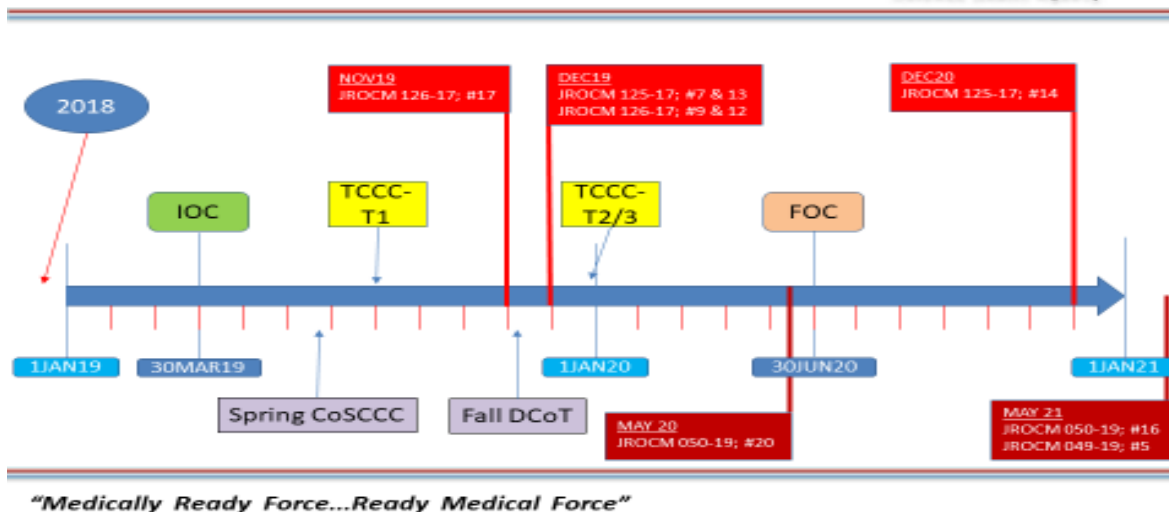 2018
NOV19
JROCM 126-17; #17
DEC19
JROCM 125-17; #7 & 13
JROCM 126-17; #9 & 12
DEC20
JROCM 125-17; #14
IOC
TCCC-
T1
TCCC-
T2/3
FOC
1JAN19
30MAR19
1JAN20
30JUN20
1JAN21
Spring CoSCCC
Fall DCoT
MAY 20
JROCM 050-19; #20
MAY 21
JROCM 050-19; #16
JROCM 049-19; #5
"Medically Ready Force...Ready Medical Force"